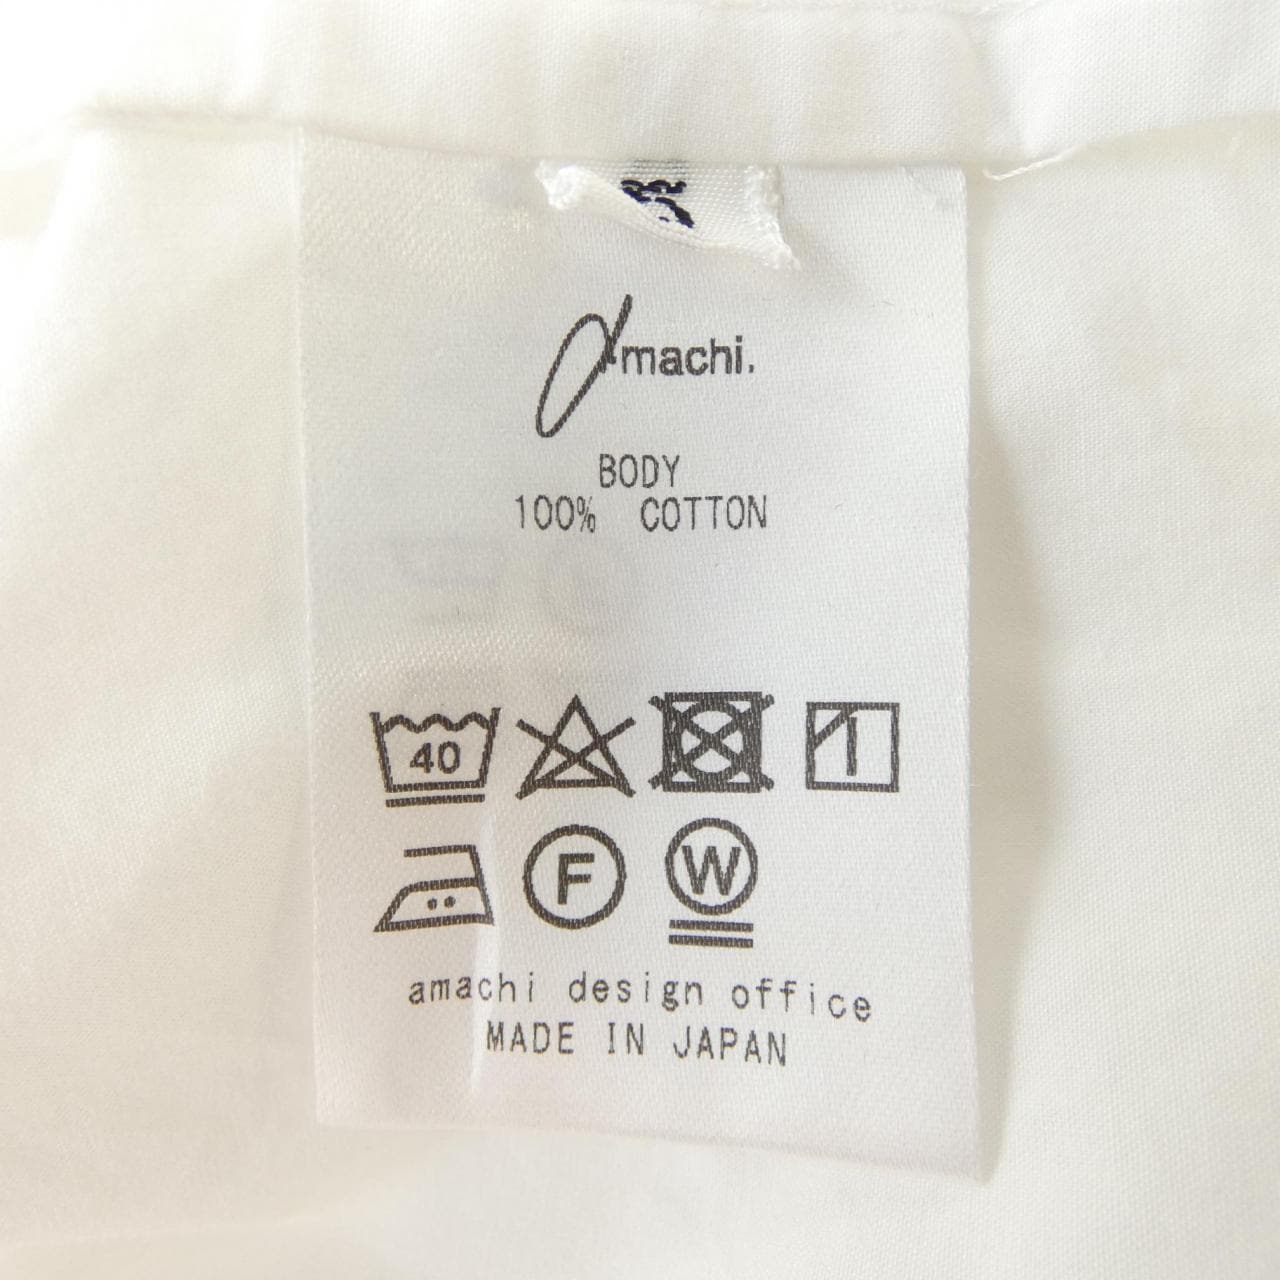 amachi.
BODY
100% COTTON
40
F
W
amachi design office
MADE IN JAPAN